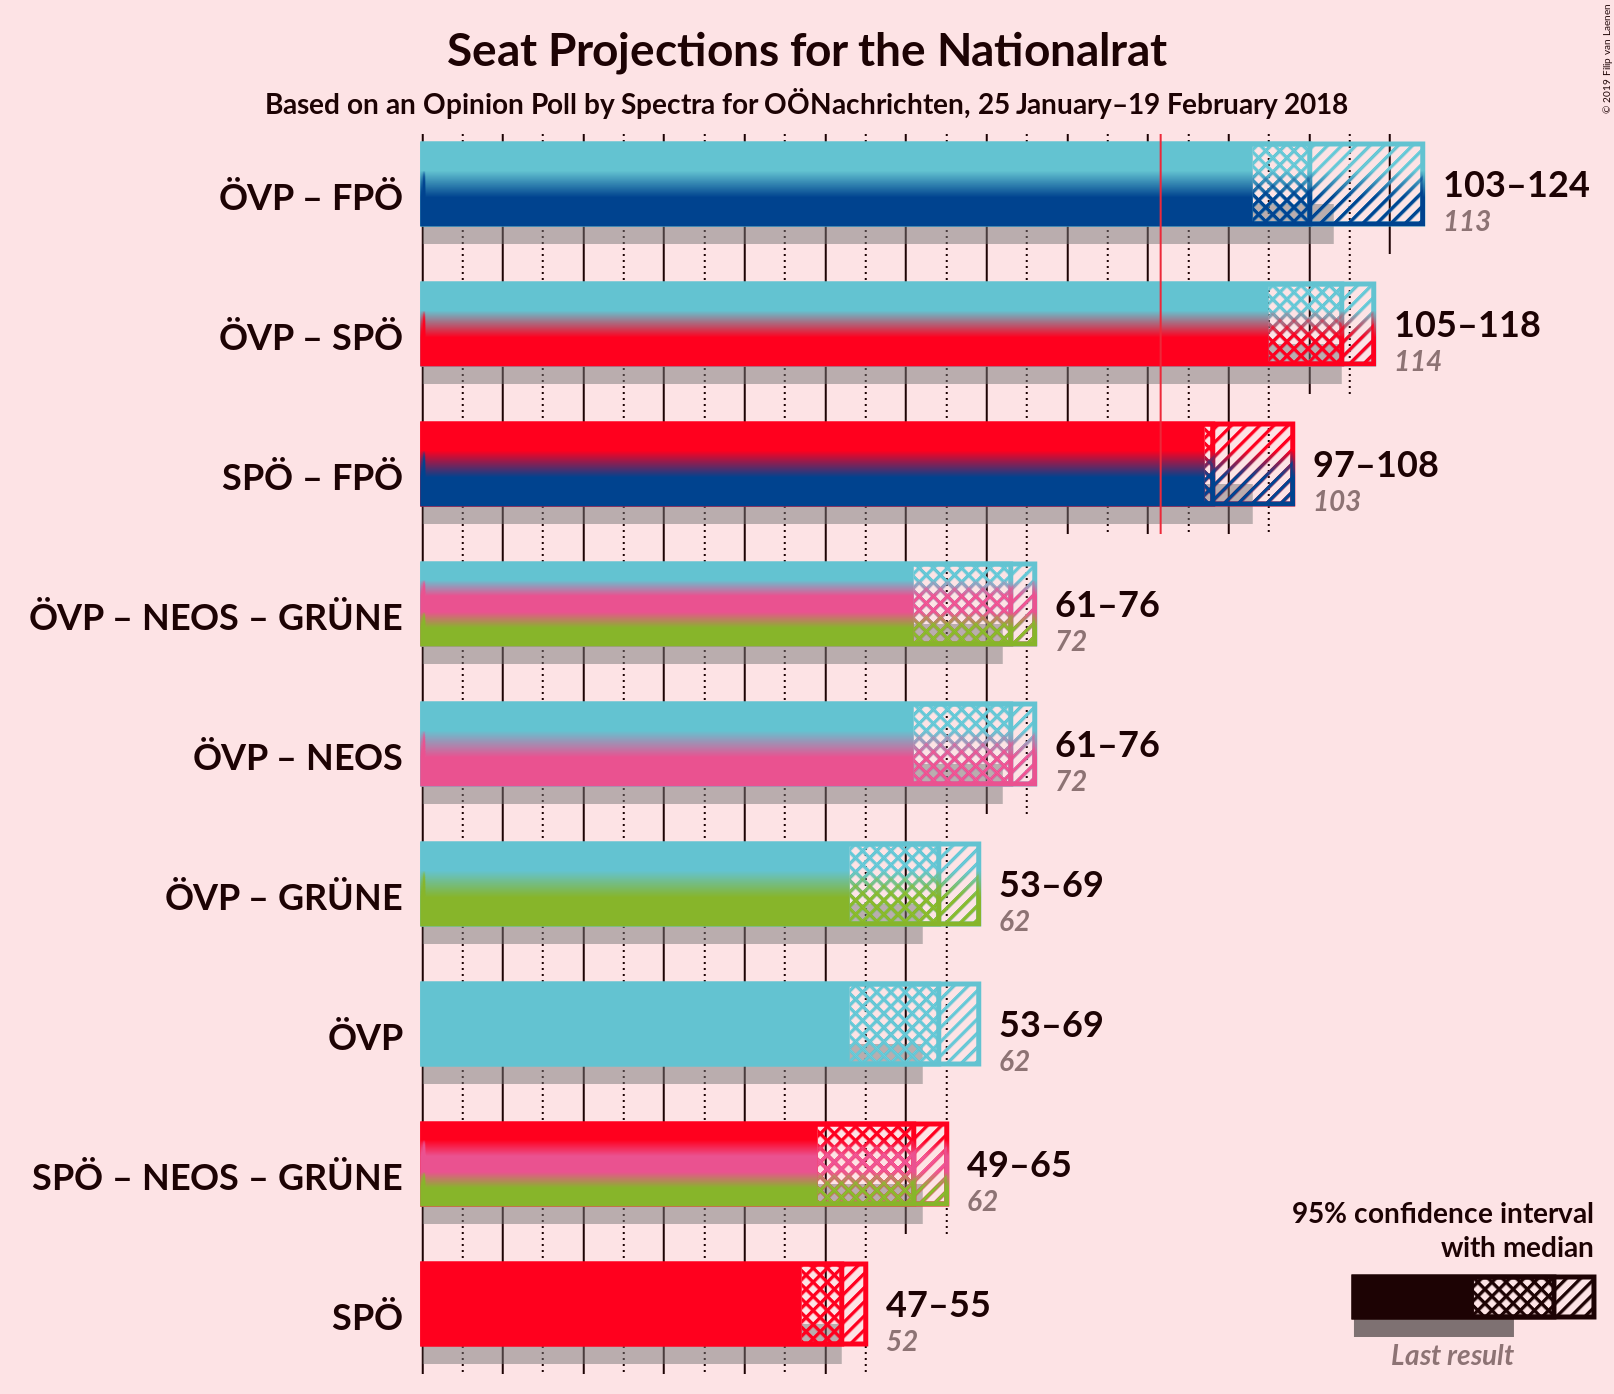 Seat Projections for the Nationalrat
Based on an Opinion Poll by Spectra for OÖNachrichten, 25 January–19 February 2018
© 2019 Filip van Laenen
ÖVP – FPÖ
103–124
113
ÖVP – SPÖ
105–118
114
SPÖ – FPÖ
97–108
103
ÖVP – NEOS – GRÜNE
61–76
72
ÖVP – NEOS
61–76
72
ÖVP – GRÜNE
53–69
62
ÖVP
53–69
62
SPÖ – NEOS – GRÜNE
49–65
62
SPÖ
47–55
52
95% confidence interval
with median
Last result